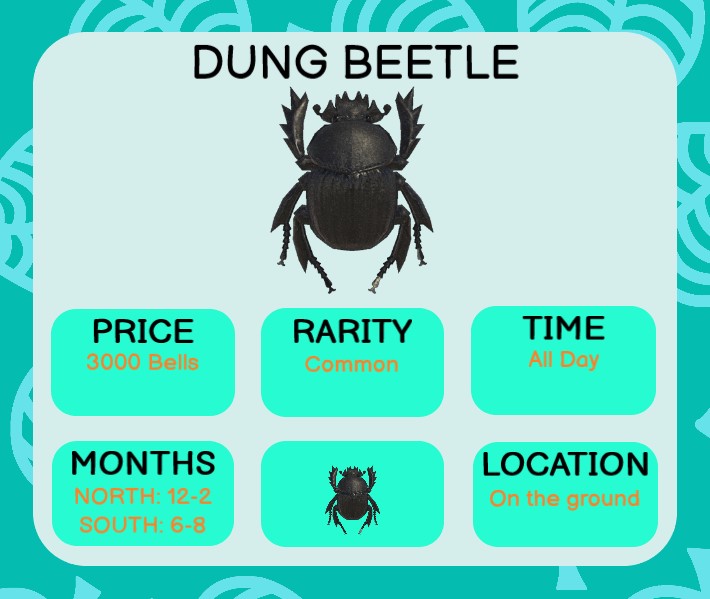 DUNG BEETLE
PRICE
3000 Bells
RARITY
Common
TIME
All Day
MONTHS
NORTH: 12-2
SOUTH: 6-8
LOCATION
On the ground